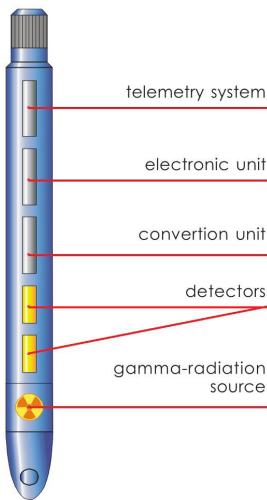 telemetry system
electronic unit
convertion unit
detectors
gamma-radiation
source